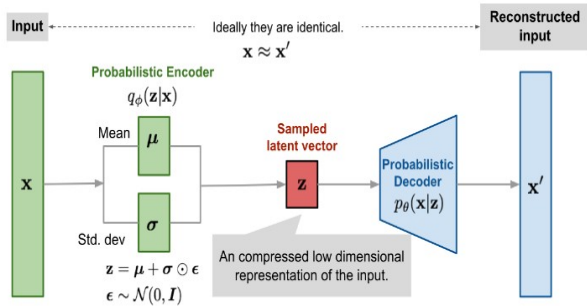 Input
Ideally they are identical.
x ≈ x′
Reconstructed
input
Probabilistic Encoder
qϕ(z|x)
Mean
μ
x
Std. dev
σ
z = μ + σ ⊙ ϵ
ϵ ∼ 𝒩(0, I)
Sampled
latent vector
z
An compressed low dimensional
representation of the input.
Probabilistic
Decoder
pθ(x|z)
x′